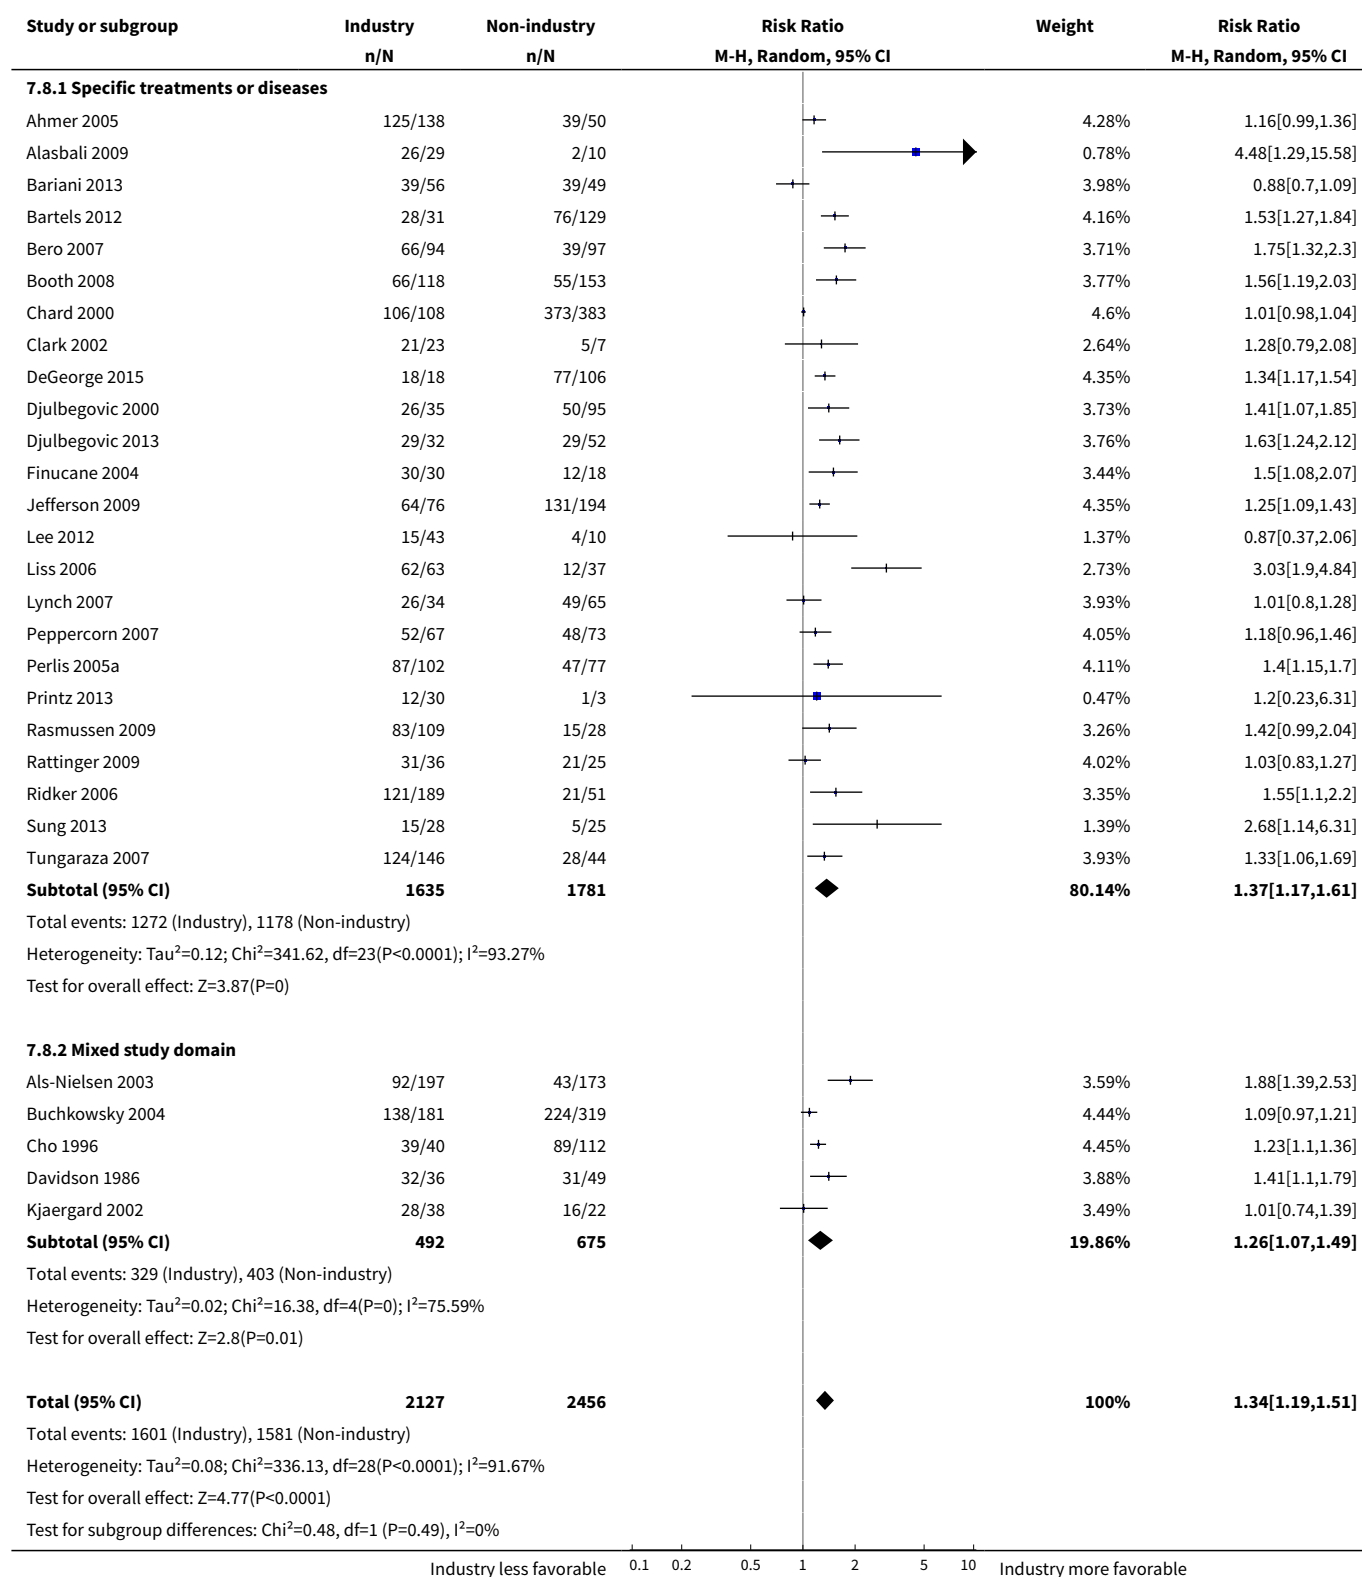 Study or subgroup Industry Non-industry Risk Ratio Weight Risk Ratio
n/N n/N M-H, Random, 95% CI M-H, Random, 95% CI
7.8.1 Specific treatments or diseases
Ahmer 2005 125/138 39/50 4.28% 1.16[0.99,1.36]
Alasbali 2009 26/29 2/10 0.78% 4.48[1.29,15.58]
Bariani 2013 39/56 39/49 3.98% 0.88[0.7,1.09]
Bartels 2012 28/31 76/129 4.16% 1.53[1.27,1.84]
Bero 2007 66/94 39/97 3.71% 1.75[1.32,2.3]
Booth 2008 66/118 55/153 3.77% 1.56[1.19,2.03]
Chard 2000 106/108 373/383 4.6% 1.01[0.98,1.04]
Clark 2002 21/23 5/7 2.64% 1.28[0.79,2.08]
DeGeorge 2015 18/18 77/106 4.35% 1.34[1.17,1.54]
Djulbegovic 2000 26/35 50/95 3.73% 1.41[1.07,1.85]
Djulbegovic 2013 29/32 29/52 3.76% 1.63[1.24,2.12]
Finucane 2004 30/30 12/18 3.44% 1.5[1.08,2.07]
Jefferson 2009 64/76 131/194 4.35% 1.25[1.09,1.43]
Lee 2012 15/43 4/10 1.37% 0.87[0.37,2.06]
Liss 2006 62/63 12/37 2.73% 3.03[1.9,4.84]
Lynch 2007 26/34 49/65 3.93% 1.01[0.8,1.28]
Peppercorn 2007 52/67 48/73 4.05% 1.18[0.96,1.46]
Perlis 2005a 87/102 47/77 4.11% 1.4[1.15,1.7]
Printz 2013 12/30 1/3 0.47% 1.2[0.23,6.31]
Rasmussen 2009 83/109 15/28 3.26% 1.42[0.99,2.04]
Rattinger 2009 31/36 21/25 4.02% 1.03[0.83,1.27]
Ridker 2006 121/189 21/51 3.35% 1.55[1.1,2.2]
Sung 2013 15/28 5/25 1.39% 2.68[1.14,6.31]
Tungaraza 2007 124/146 28/44 3.93% 1.33[1.06,1.69]
Subtotal (95% CI) 1635 1781 80.14% 1.37[1.17,1.61]
Total events: 1272 (Industry), 1178 (Non-industry)
Heterogeneity: Tau²=0.12; Chi²=341.62, df=23(P<0.0001); I²=93.27%
Test for overall effect: Z=3.87(P=0)
7.8.2 Mixed study domain
Als-Nielsen 2003 92/197 43/173 3.59% 1.88[1.39,2.53]
Buchkowsky 2004 138/181 224/319 4.44% 1.09[0.97,1.21]
Cho 1996 39/40 89/112 4.45% 1.23[1.1,1.36]
Davidson 1986 32/36 31/49 3.88% 1.41[1.1,1.79]
Kjaergard 2002 28/38 16/22 3.49% 1.01[0.74,1.39]
Subtotal (95% CI) 492 675 19.86% 1.26[1.07,1.49]
Total events: 329 (Industry), 403 (Non-industry)
Heterogeneity: Tau²=0.02; Chi²=16.38, df=4(P=0); I²=75.59%
Test for overall effect: Z=2.8(P=0.01)
Total (95% CI) 2127 2456 100% 1.34[1.19,1.51]
Total events: 1601 (Industry), 1581 (Non-industry)
Heterogeneity: Tau²=0.08; Chi²=336.13, df=28(P<0.0001); I²=91.67%
Test for overall effect: Z=4.77(P<0.0001)
Test for subgroup differences: Chi²=0.48, df=1 (P=0.49), I²=0%
Industry less favorable 0.1 0.2 0.5 1 2 5 10 Industry more favorable